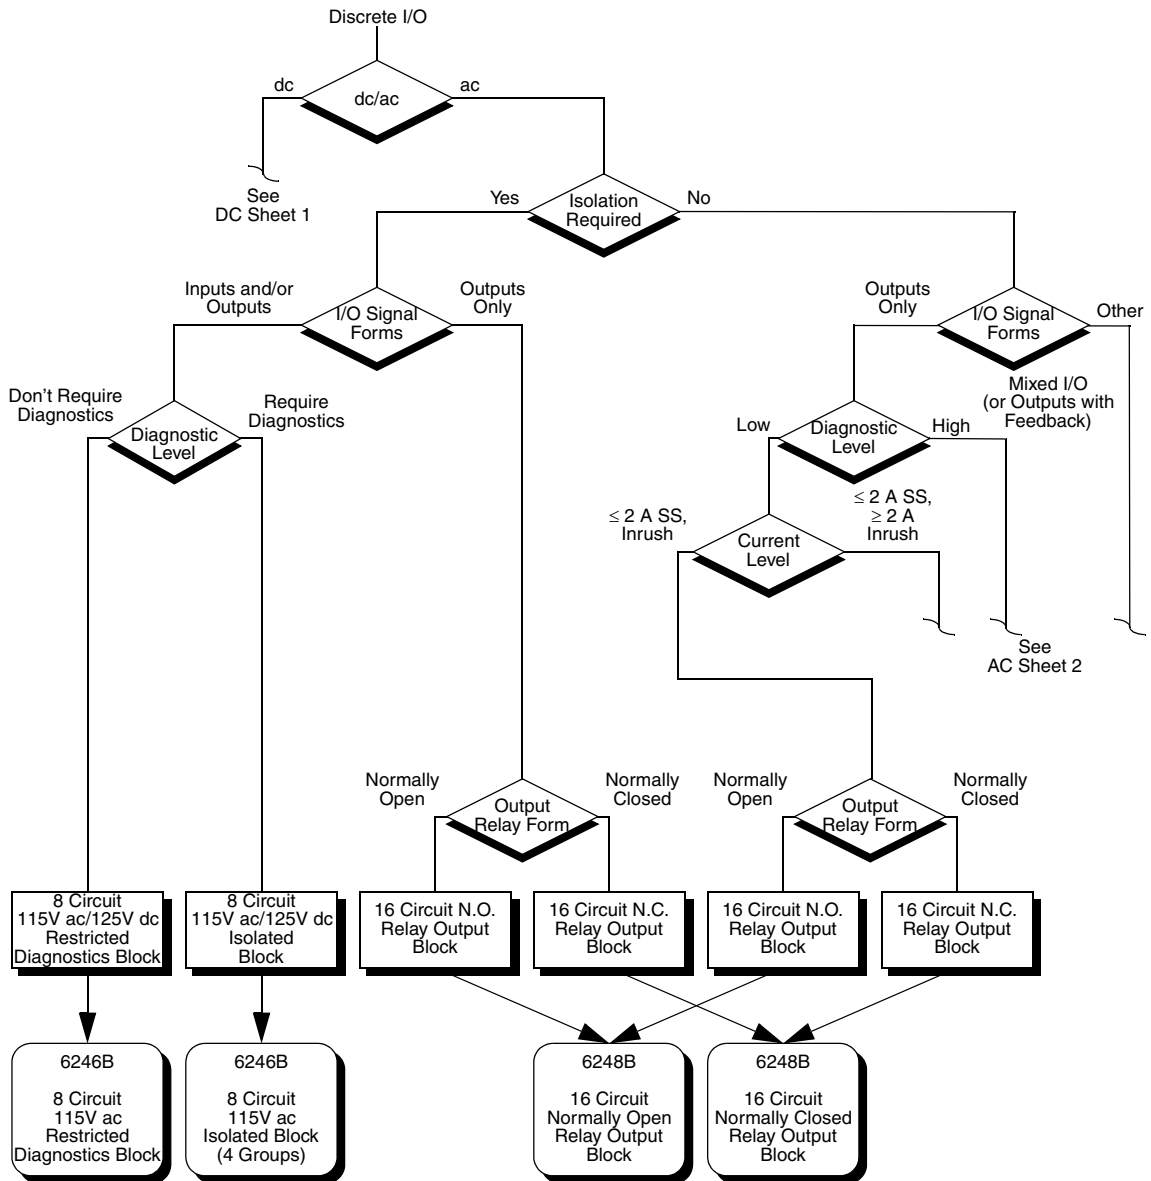 Discrete I/O
dc
dc/ac
ac
See
DC Sheet 1
Yes
Isolation
Required
No
Inputs and/or
Outputs
I/O Signal
Forms
Outputs
Only
Outputs
Only
I/O Signal
Forms
Other
Mixed I/O
(or Outputs with
Feedback)
Don't Require
Diagnostics
Diagnostic
Level
Require
Diagnostics
Low
Diagnostic
Level
High
≤ 2 A SS,
Inrush
Current
Level
≤ 2 A SS,
≥ 2 A
Inrush
See
AC Sheet 2
Normally
Open
Output
Relay Form
Normally
Closed
Normally
Open
Output
Relay Form
Normally
Closed
8 Circuit
115V ac/125V dc
Restricted
Diagnostics Block
8 Circuit
115V ac/125V dc
Isolated
Block
16 Circuit N.O.
Relay Output
Block
16 Circuit N.C.
Relay Output
Block
16 Circuit N.O.
Relay Output
Block
16 Circuit N.C.
Relay Output
Block
6246B
8 Circuit
115V ac
Restricted
Diagnostics Block
6246B
8 Circuit
115V ac
Isolated Block
(4 Groups)
6248B
16 Circuit
Normally Open
Relay Output
Block
6248B
16 Circuit
Normally Closed
Relay Output
Block